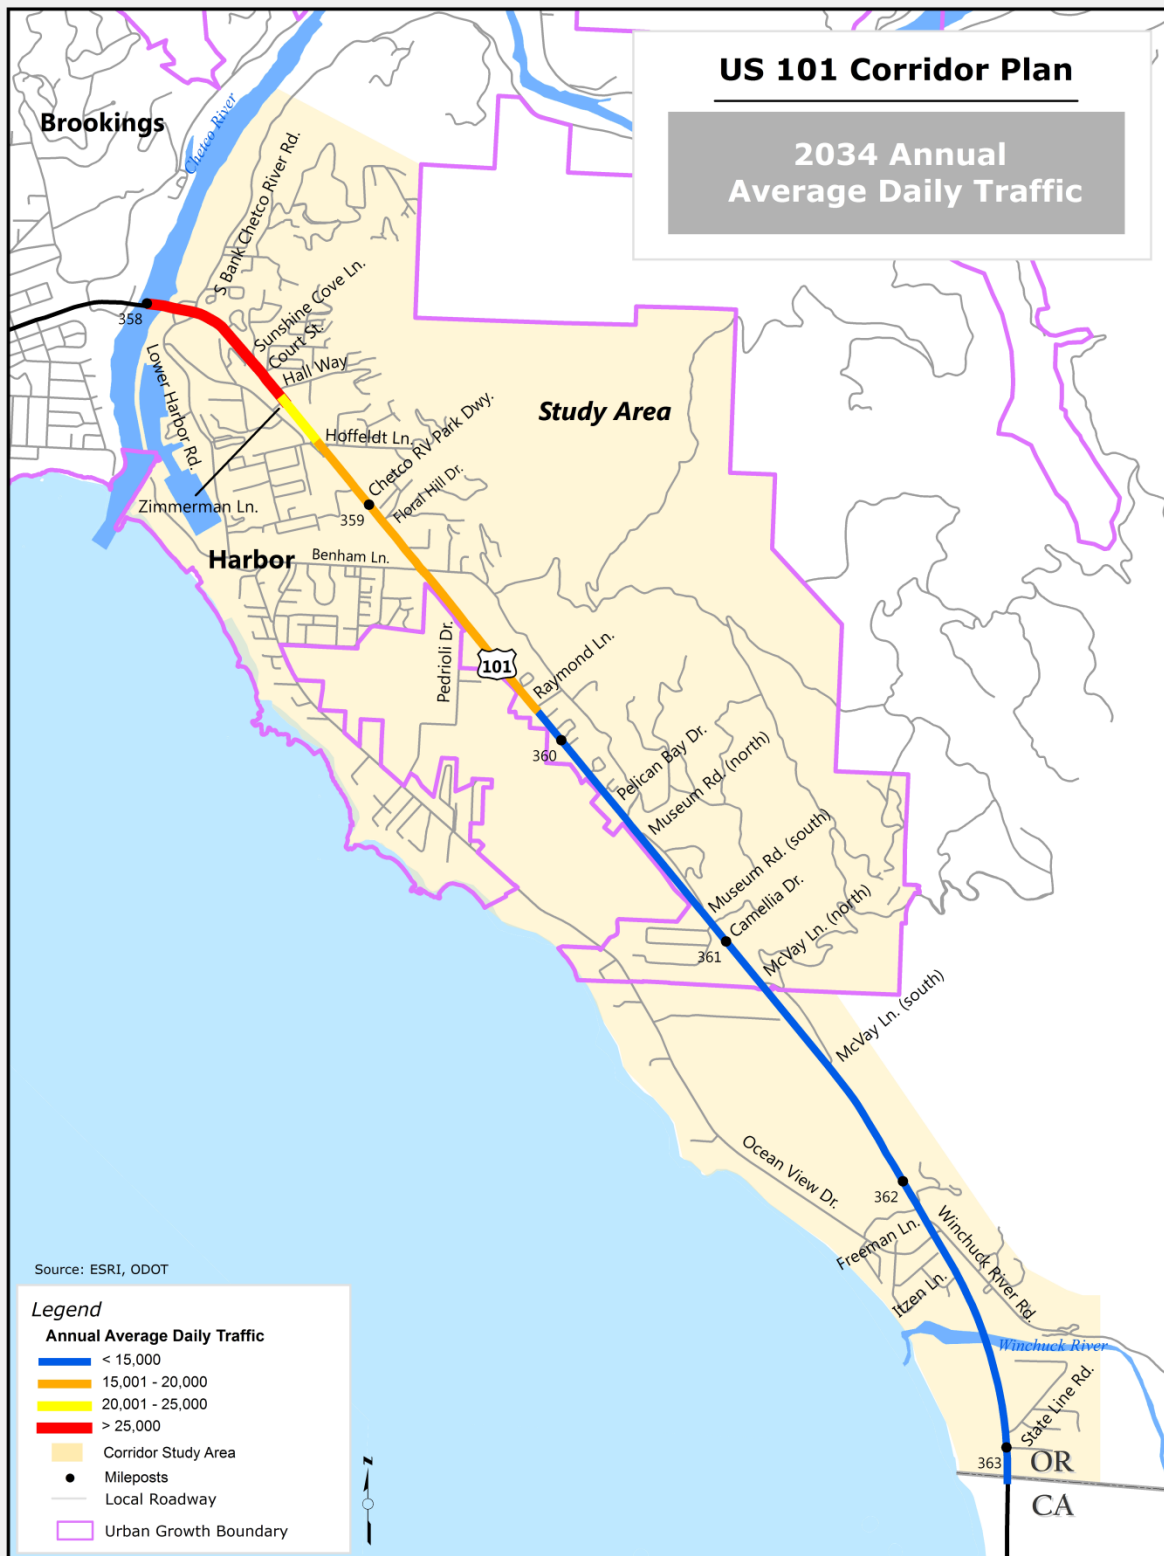 US 101 Corridor Plan
2034 Annual
Average Daily Traffic
Brookings
Chetco River
S Bank Chetco River Rd.
358
Sunshine Cove Ln.
Court St.
Hall Way
Lower Harbor Rd.
Study Area
Hoffeldt Ln.
Chetco RV Park Dwy.
Zimmerman Ln.
359
Floral Hill Dr.
Harbor
Benham Ln.
Pedrioli Dr.
101
Raymond Ln.
360
Pelican Bay Dr.
Museum Rd. (north)
Museum Rd. (south)
Camellia Dr.
361
McVay Ln. (north)
McVay Ln. (south)
Ocean View Dr.
362
Freeman Ln.
Winchuck River Rd.
Itzen Ln.
Winchuck River
State Line Rd.
363
OR
CA
Source: ESRI, ODOT
Legend
Annual Average Daily Traffic
< 15,000
15,001 - 20,000
20,001 - 25,000
> 25,000
Corridor Study Area
Mileposts
Local Roadway
Urban Growth Boundary
z